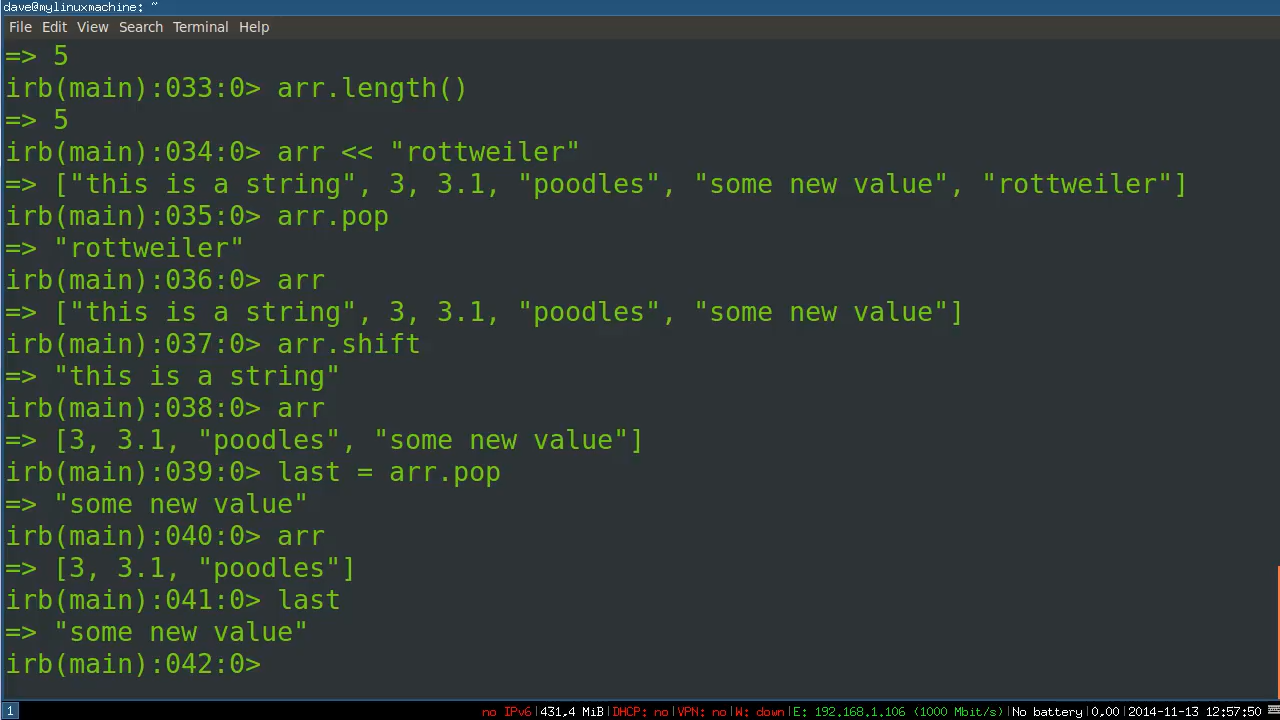 dave@mylinuxmachine: ~
File Edit View Search Terminal Help
=> 5
irb(main):033:0> arr.length()
=> 5
irb(main):034:0> arr << "rottweiler"
=> ["this is a string", 3, 3.1, "poodles", "some new value", "rottweiler"]
irb(main):035:0> arr.pop
=> "rottweiler"
irb(main):036:0> arr
=> ["this is a string", 3, 3.1, "poodles", "some new value"]
irb(main):037:0> arr.shift
=> "this is a string"
irb(main):038:0> arr
=> [3, 3.1, "poodles", "some new value"]
irb(main):039:0> last = arr.pop
=> "some new value"
irb(main):040:0> arr
=> [3, 3.1, "poodles"]
irb(main):041:0> last
=> "some new value"
irb(main):042:0>
1 no IPv6|431,4 MiB|DHCP: no|VPN: no|W: down|E: 192.168.1.106 (1000 Mbit/s)|No battery|0,00|2014-11-13 12:57:50